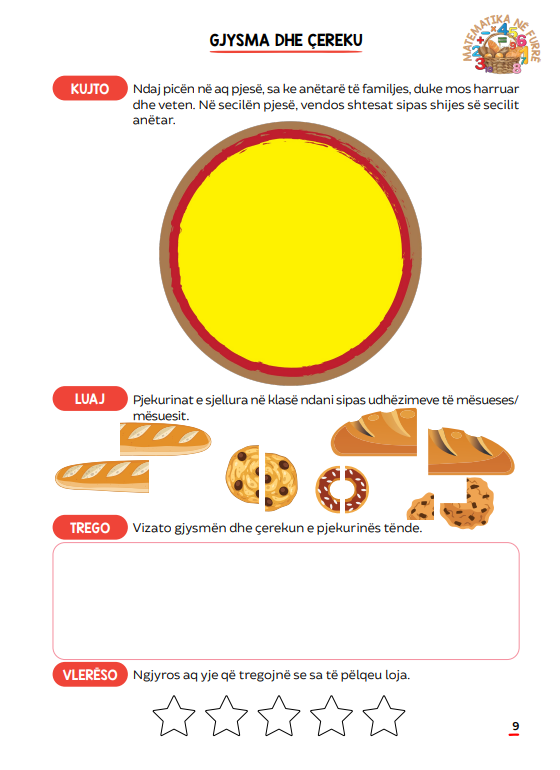 GJYSMA DHE ÇEREKU
MATEMATIKA NË FURRË
KUJTO
Ndaj picën në aq pjesë, sa ke anëtarë të familjes, duke mos harruar
dhe veten. Në secilën pjesë, vendos shtesat sipas shijes së secilit
anëtar.
LUAJ
Pjekurinat e sjellura në klasë ndani sipas udhëzimeve të mësueses/
mësuesit.
TREGO
Vizato gjysmën dhe çerekun e pjekurinës tënde.
VLERËSO
Ngjyros aq yje që tregojnë se sa të pëlqeu loja.
9